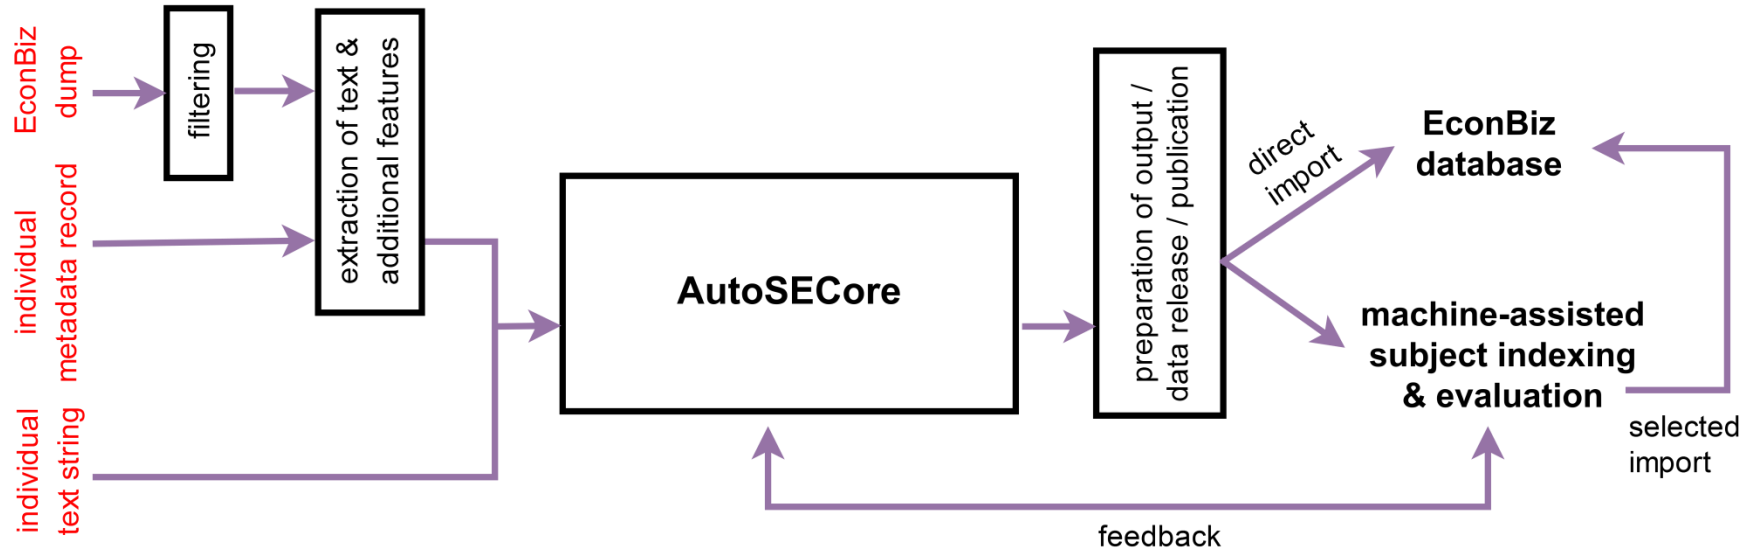 EconBiz
dump
filtering
extraction of text &
additional features
individual
metadata record
individual
text string
AutoSECore
preparation of output /
data release / publication
direct
import
EconBiz
database
machine-assisted
subject indexing
& evaluation
selected
import
feedback